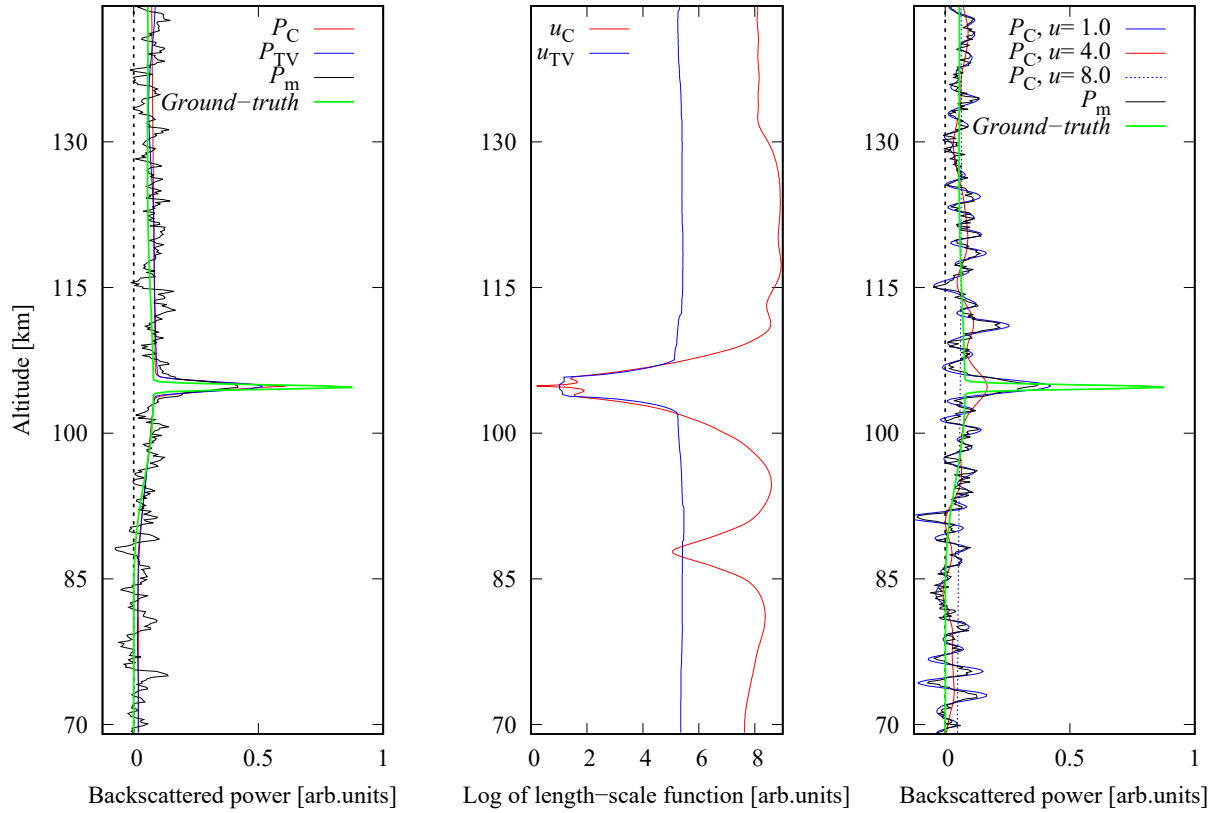 P_C
P_TV
P_m
Ground−truth
130
115
100
85
70
0
0.5
1
Altitude [km]
Backscattered power [arb.units]
u_C
u_TV
130
115
100
85
70
0
2
4
6
8
Log of length−scale function [arb.units]
P_C, u= 1.0
P_C, u= 4.0
P_C, u= 8.0
P_m
Ground−truth
130
115
100
85
70
0
0.5
1
Backscattered power [arb.units]